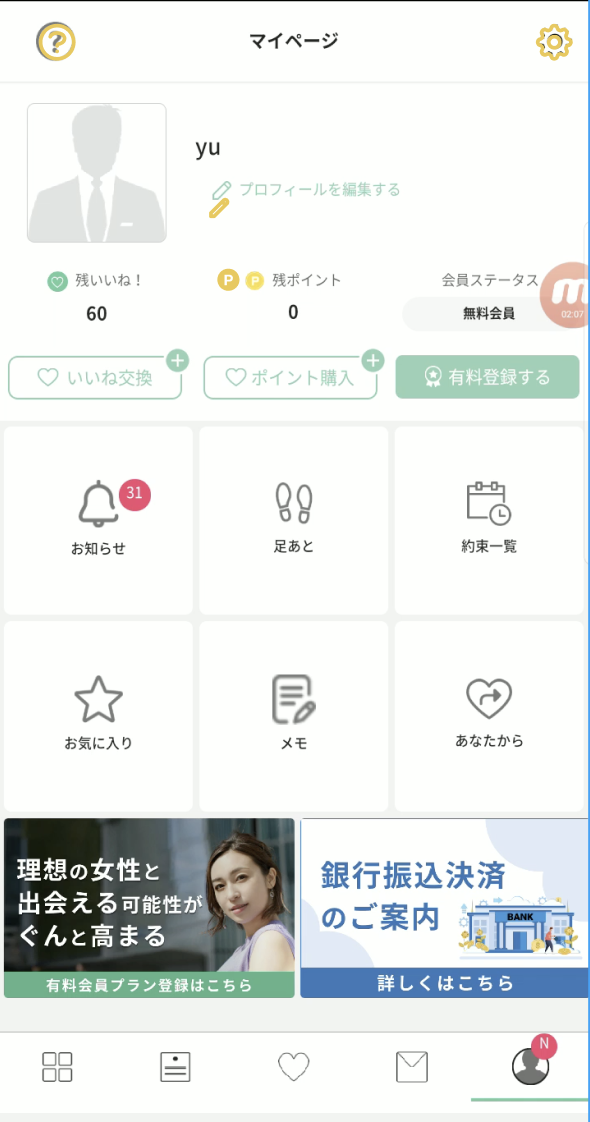 ?
マイページ
yu
プロフィールを編集する
残いいね!
P P 残ポイント
会員ステータス
60
0
無料会員
m
02:07
いいね交換
ポイント購入
有料登録する
31
お知らせ
足あと
約束一覧
お気に入り
メモ
あなたから
理想の女性と
出会える可能性が
ぐんと高まる
有料会員プラン登録はこちら
銀行振込決済
のご案内
BANK
詳しくはこちら
N